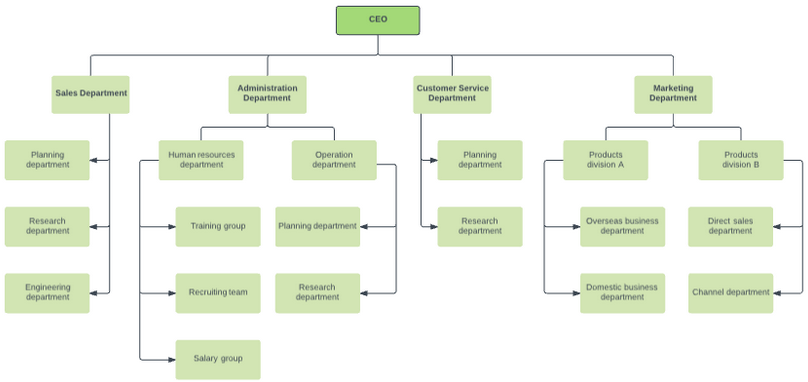 CEO
Sales Department
Administration
Department
Customer Service
Department
Marketing
Department
Planning
department
Human resources
department
Operation
department
Planning
department
Products
division A
Products
division B
Research
department
Training group
Planning department
Research
department
Overseas business
department
Direct sales
department
Engineering
department
Recruiting team
Research
department
Domestic business
department
Channel department
Salary group